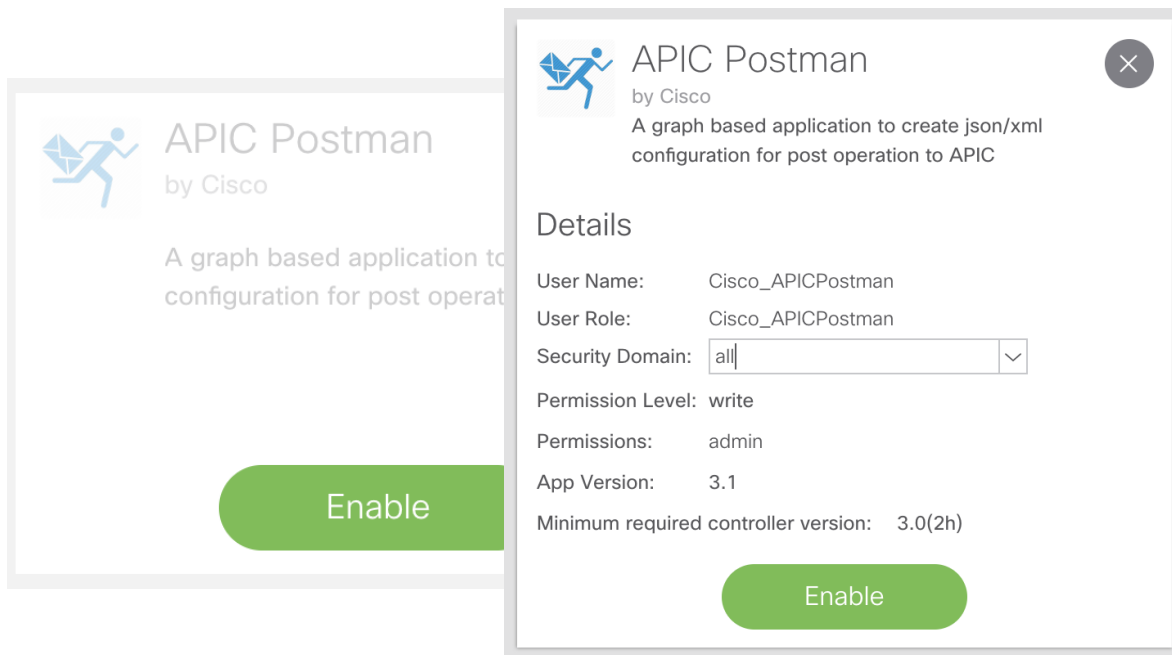 APIC Postman
by Cisco
A graph based application to
configuration for post operat
Enable
APIC Postman
by Cisco
A graph based application to create json/xml
configuration for post operation to APIC
Details
User Name: Cisco_APICPostman
User Role: Cisco_APICPostman
Security Domain: all
Permission Level: write
Permissions: admin
App Version: 3.1
Minimum required controller version: 3.0(2h)
Enable